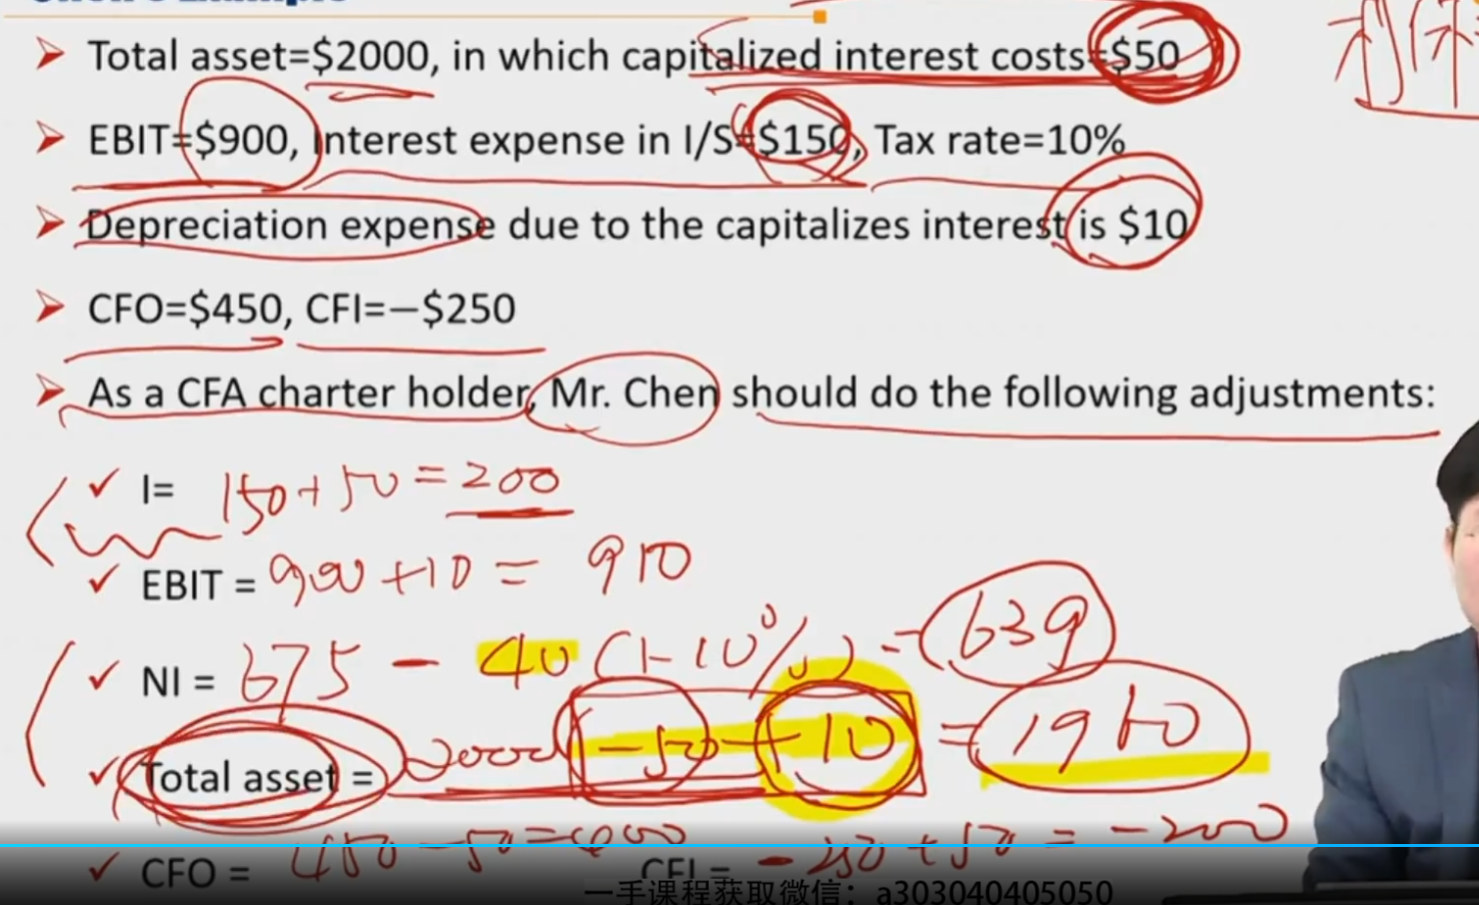 Total asset=$2000, in which capitalized interest costs=$50
EBIT=$900, interest expense in I/S=$150, Tax rate=10%
Depreciation expense due to the capitalizes interest is $10
CFO=$450, CFI=−$250
As a CFA charter holder, Mr. Chen should do the following adjustments:
I= 150+50=200
EBIT = 900+10= 910
NI = 675 - 40(1-10%)=639
Total asset = 2000-50+10=1960
CFO = 450-50=400 CFI = -250+50=-200
一手课程获取微信：a303040405050